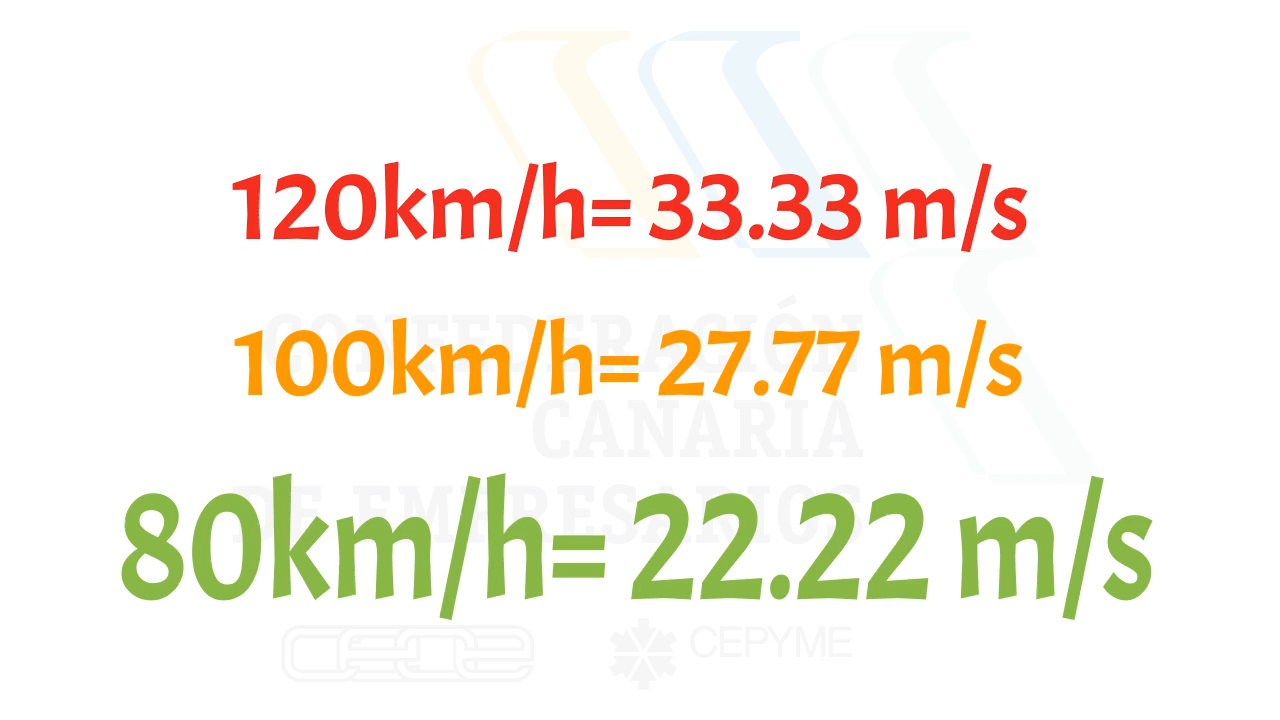 120km/h= 33.33 m/s
100km/h= 27.77 m/s
CONFEDERACIÓN
CANARIA
80km/h= 22.22 m/s
DE EMPRESARIOS
CEOE
CEPYME